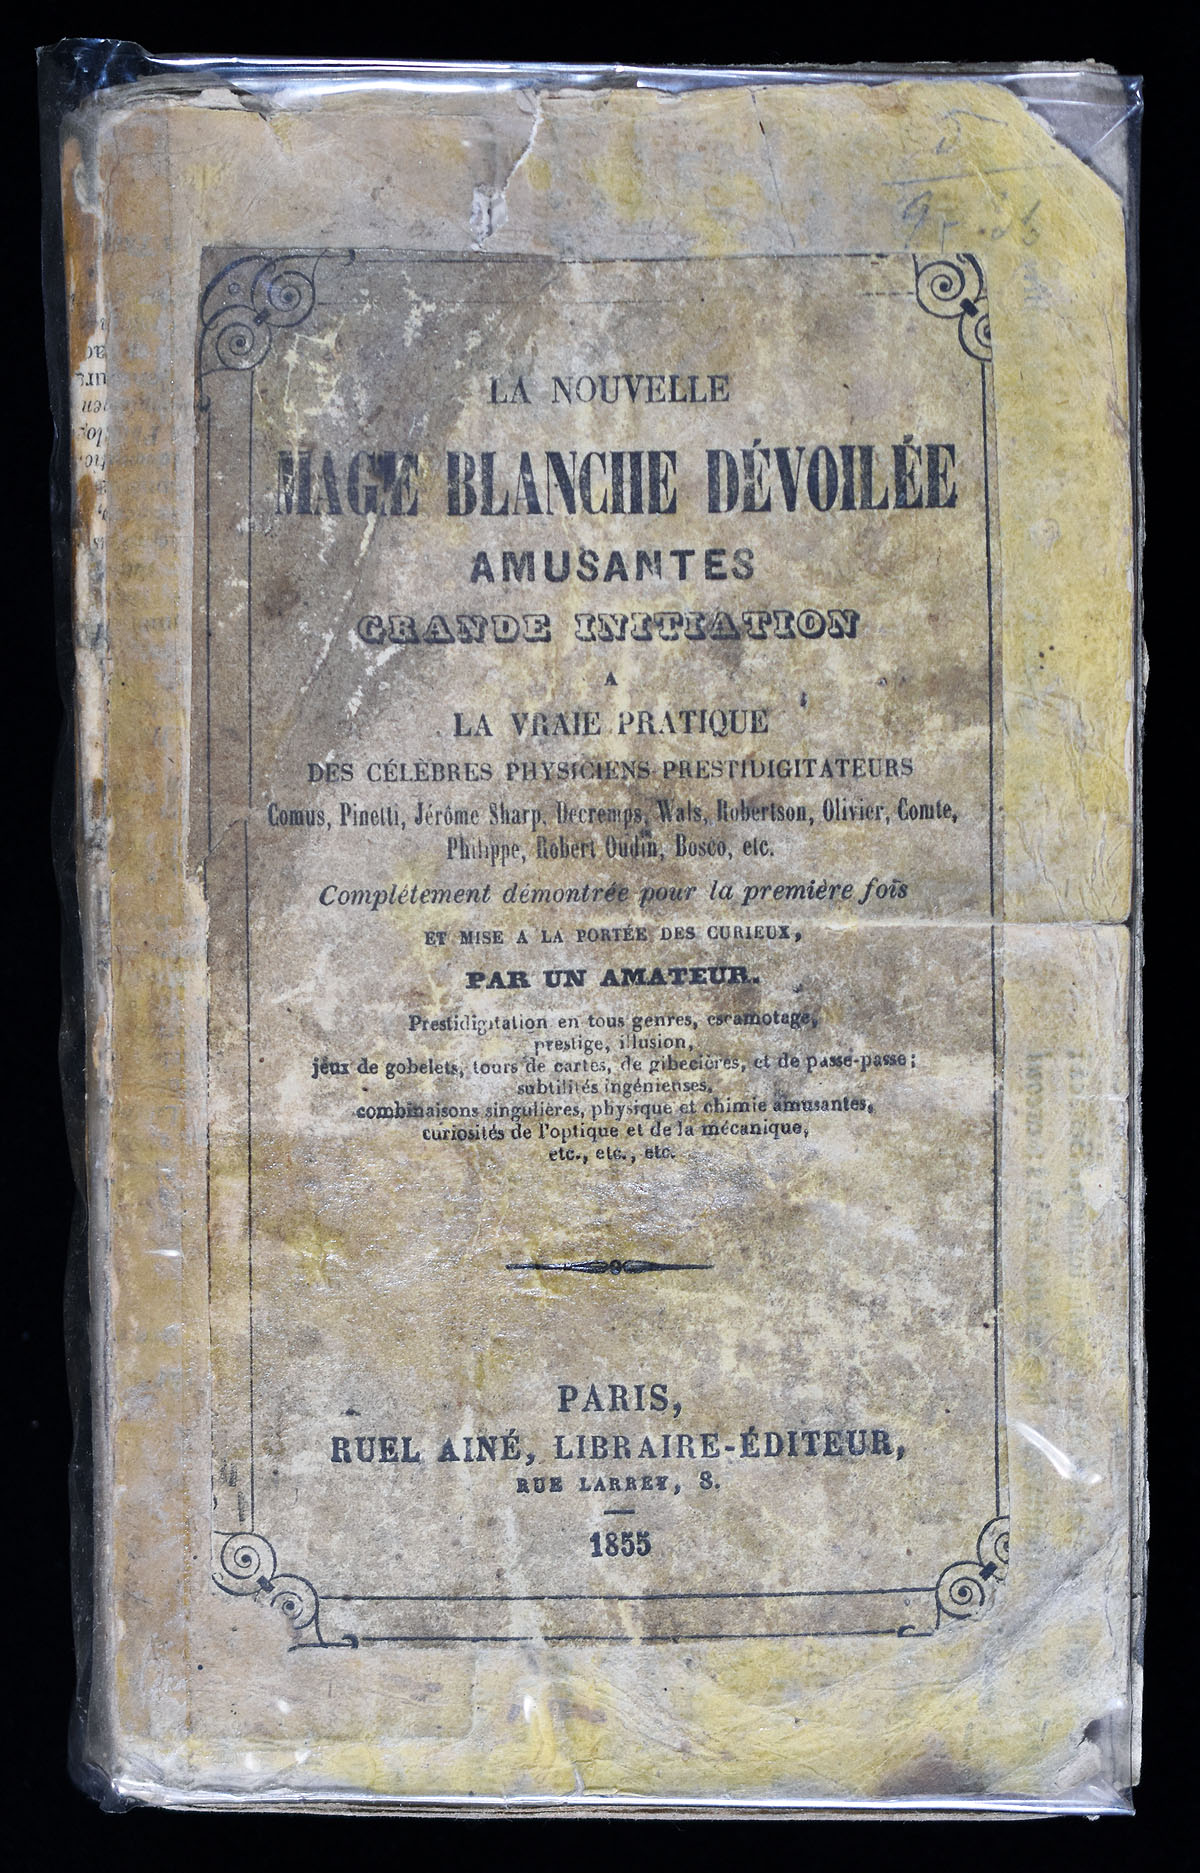 LA NOUVELLE
MAGIE BLANCHE DÉVOILÉE
AMUSANTES
GRANDE INITIATION
A
LA VRAIE PRATIQUE
DES CÉLÈBRES PHYSICIENS PRESTIDIGITATEURS
Comus, Pinetti, Jérôme Sharp, Decremps, Wals, Robertson, Olivier, Comte,
Philippe, Robert Oudin, Bosco, etc.
Complétement démontrée pour la première fois
ET MISE A LA PORTÉE DES CURIEUX,
PAR UN AMATEUR.
Prestidigitation en tous genres, escamotage,
prestige, illusion,
jeux de gobelets, tours de cartes, de gibecières, et de passe-passe;
subtilités ingénieuses,
combinaisons singulières, physique et chimie amusantes,
curiosités de l'optique et de la mécanique,
etc., etc., etc.
PARIS,
RUEL AINÉ, LIBRAIRE-ÉDITEUR,
RUE LARREY, 8.
1855